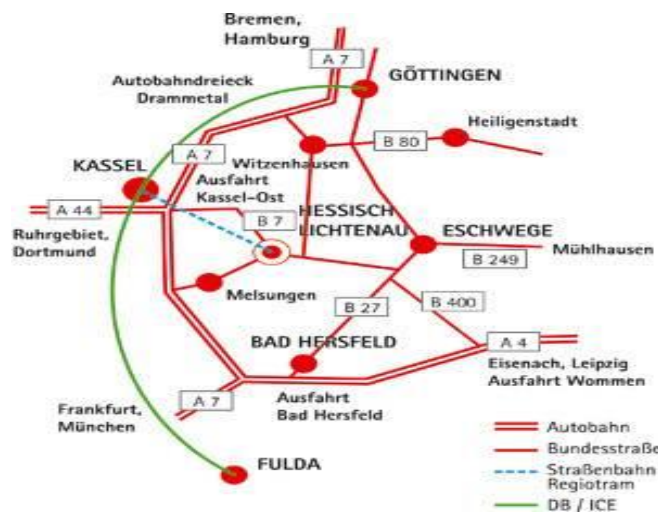 Bremen,
Hamburg
A 7
GÖTTINGEN
Autobahndreieck
Drammetal
Heiligenstadt
B 80
KASSEL
A 7
Witzenhausen
Ausfahrt
Kassel-Ost
A 44
B 7
HESSISCH
LICHTENAU
ESCHWEGE
Ruhrgebiet,
Dortmund
Mühlhausen
B 249
Melsungen
B 27
B 400
BAD HERSFELD
A 4
Eisenach, Leipzig
Ausfahrt Wommen
A 7
Ausfahrt
Bad Hersfeld
Frankfurt,
München
FULDA
Autobahn
Bundesstraße
Straßenbahn
Regiotram
DB / ICE